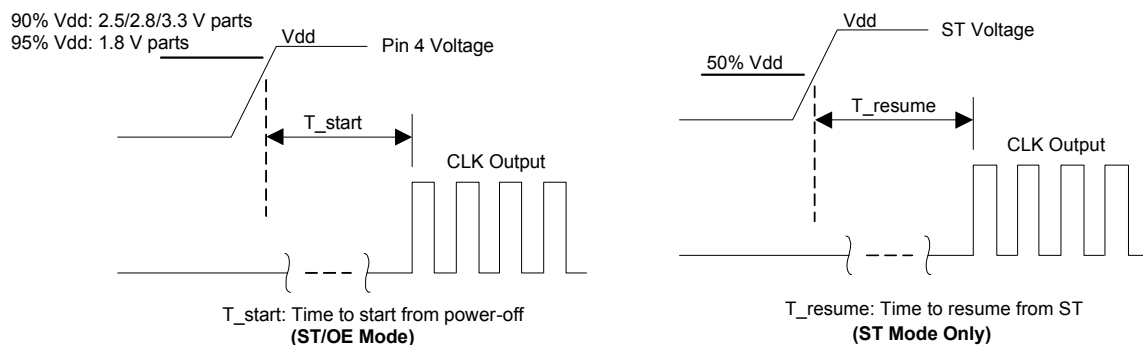 90% Vdd: 2.5/2.8/3.3 V parts
95% Vdd: 1.8 V parts
Vdd
Pin 4 Voltage
T_start
CLK Output
T_start: Time to start from power-off
(ST/OE Mode)
Vdd
ST Voltage
50% Vdd
T_resume
CLK Output
T_resume: Time to resume from ST
(ST Mode Only)